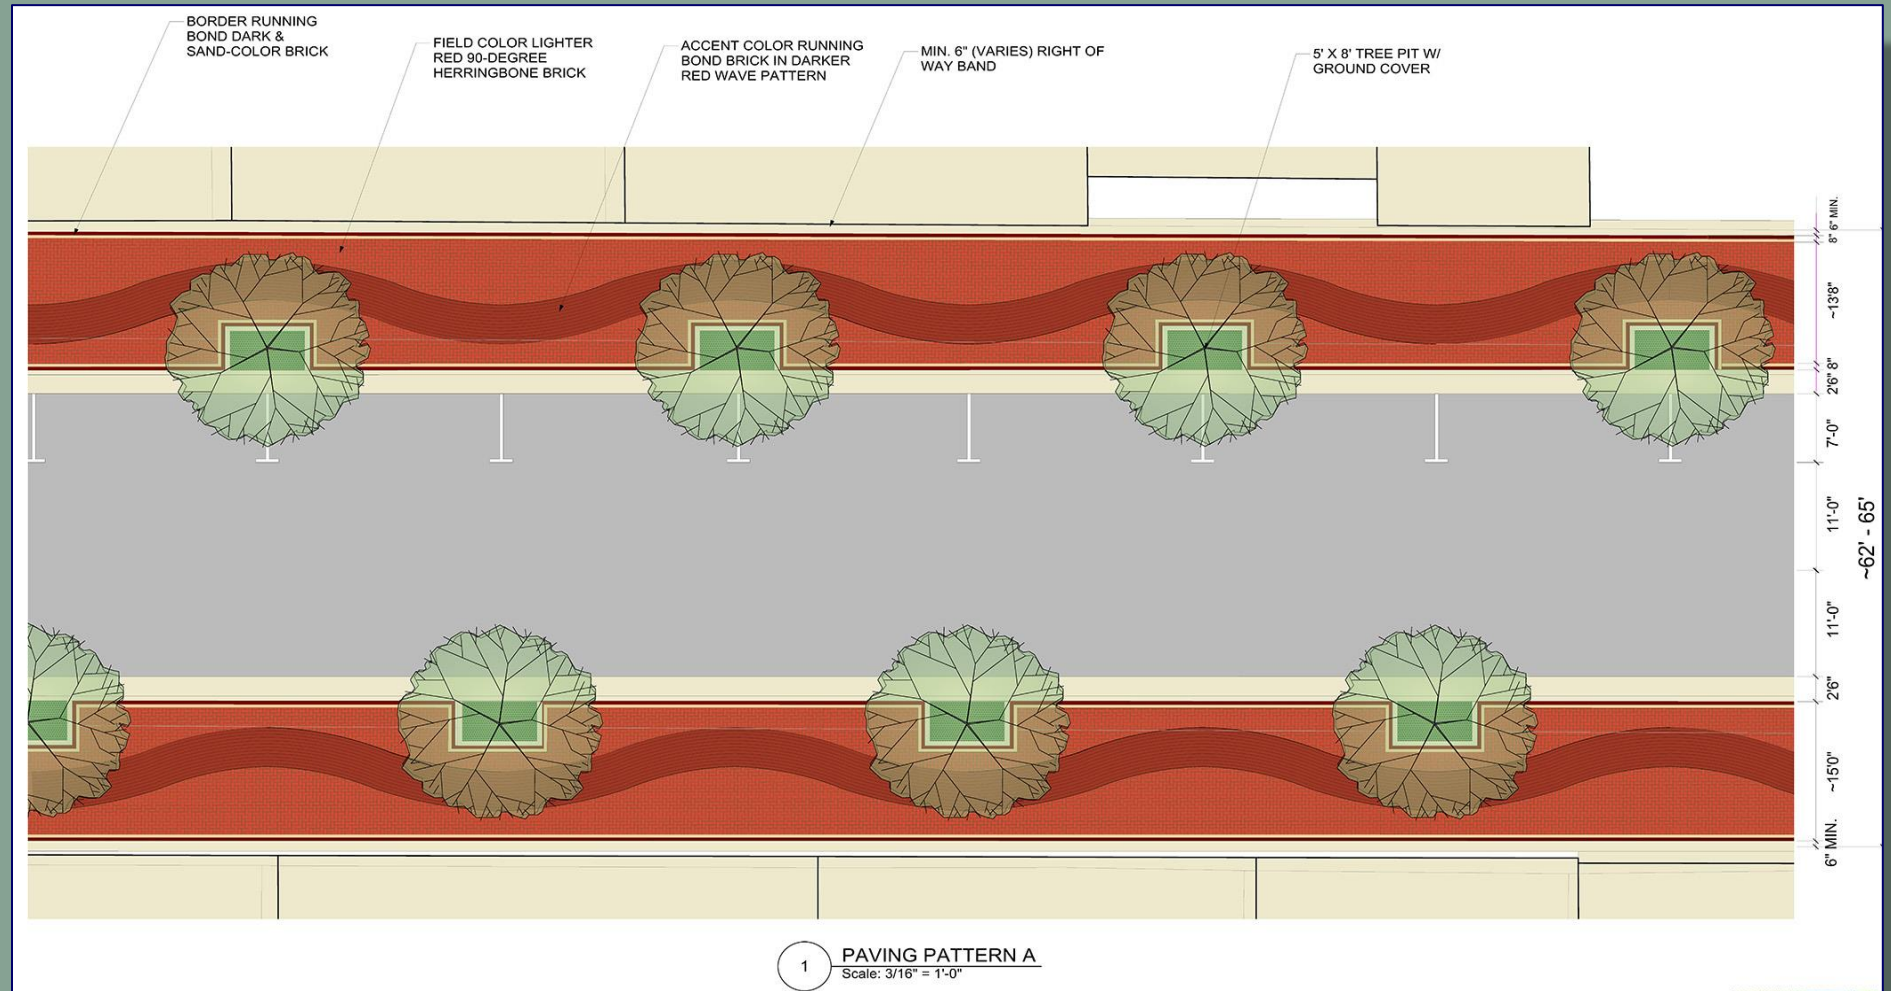 BORDER RUNNING
BOND DARK &
SAND-COLOR BRICK
FIELD COLOR LIGHTER
RED 90-DEGREE
HERRINGBONE BRICK
ACCENT COLOR RUNNING
BOND BRICK IN DARKER
RED WAVE PATTERN
MIN. 6" (VARIES) RIGHT OF
WAY BAND
5' X 8' TREE PIT W/
GROUND COVER
6" MIN.
8"
~13'8"
8"
2'6"
7'-0"
11'-0"
11'-0"
2'6"
~15'0"
6" MIN.
~62' - 65'
1
PAVING PATTERN A
Scale: 3/16" = 1'-0"